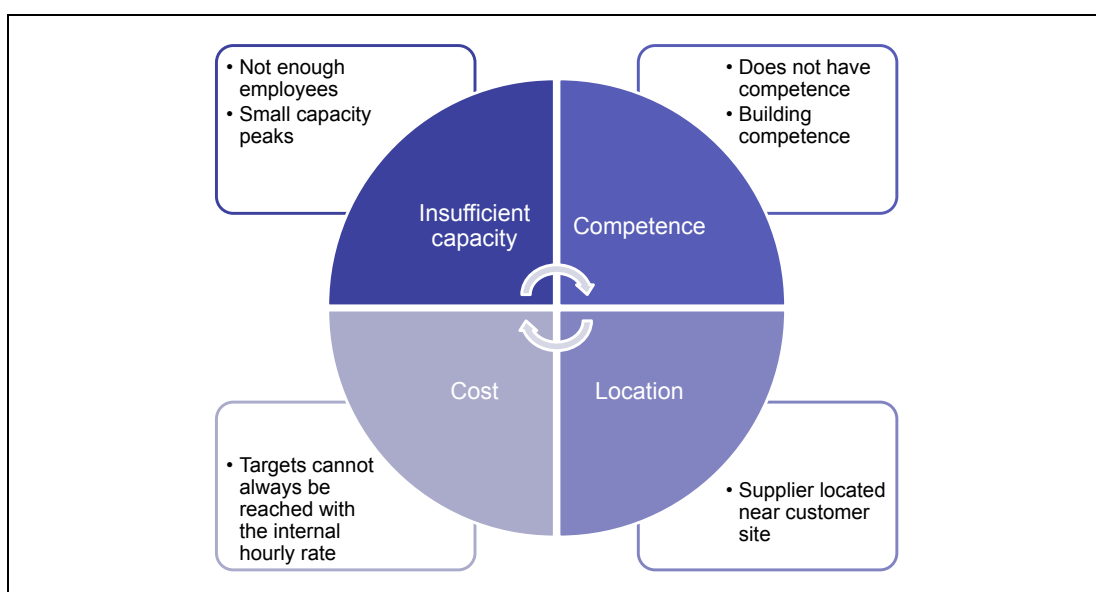 • Not enough
employees
• Small capacity
peaks
• Does not have
competence
• Building
competence
Insufficient
capacity
Competence
Cost
Location
• Targets cannot
always be
reached with
the internal
hourly rate
• Supplier located
near customer
site